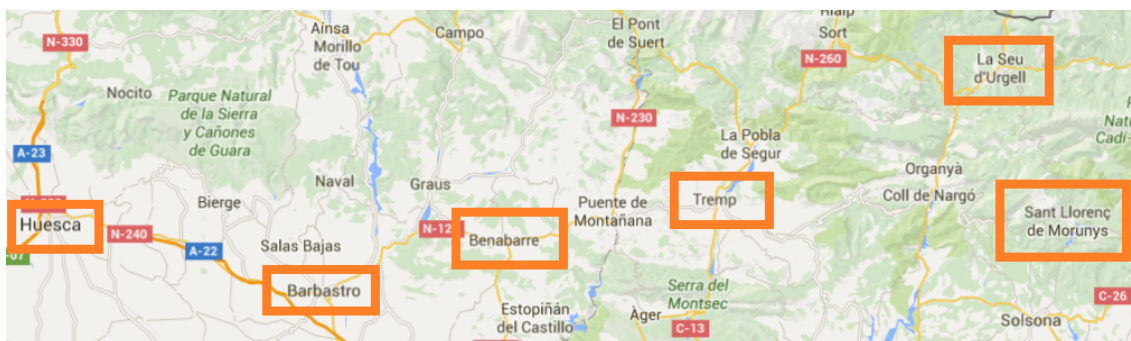 N-330
Aínsa
Morillo
de Tou
Campo
El Pont
de Suert
Rialp
Sort
N-260
La Seu
d'Urgell
Nocito
Parque Natural
de la Sierra
y Cañones
de Guara
N-230
La Pobla
de Segur
A-23
Organyà
Naval
Graus
Bierge
Puente de
Montañana
Tremp
Coll de Nargó
Sant Llorenç
de Morunys
Huesca
N-240
A-22
Salas Bajas
N-12
Benabarre
Barbastro
Serra del
Montsec
Estopiñán
del Castillo
Àger
C-13
C-26
Solsona